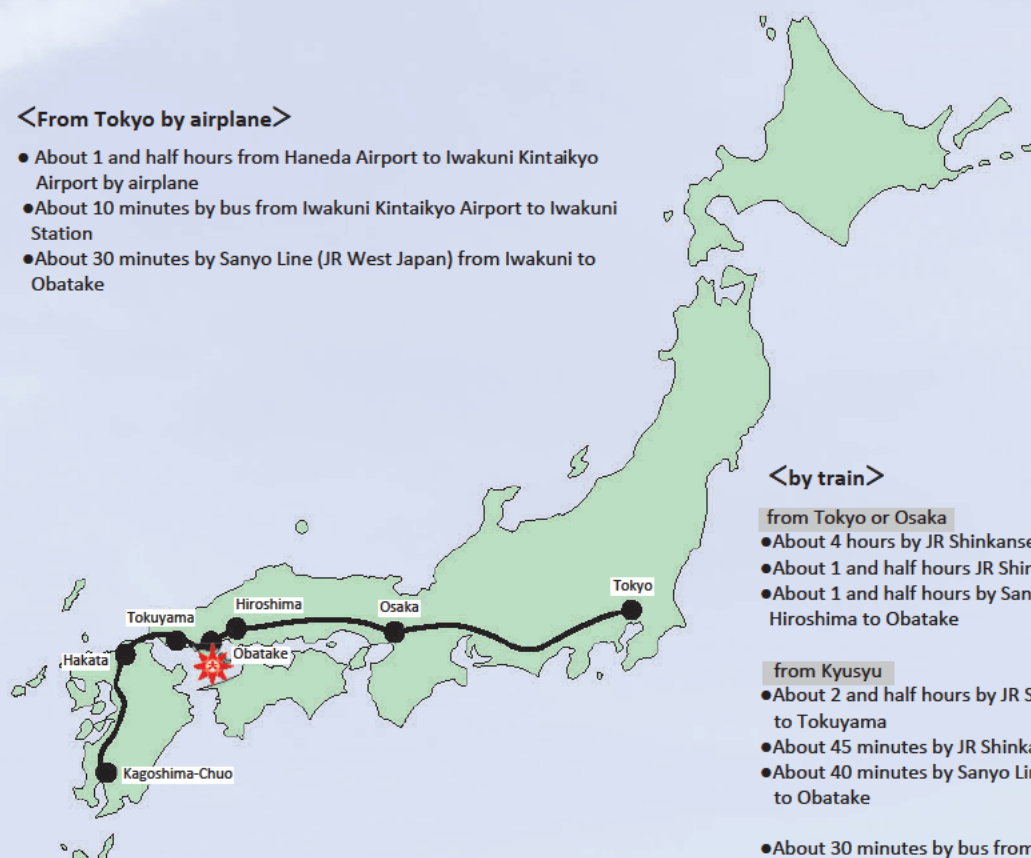 <From Tokyo by airplane>
● About 1 and half hours from Haneda Airport to Iwakuni Kintaikyo
Airport by airplane
●About 10 minutes by bus from Iwakuni Kintaikyo Airport to Iwakuni
Station
●About 30 minutes by Sanyo Line (JR West Japan) from Iwakuni to
Obatake
<by train>
from Tokyo or Osaka
●About 4 hours by JR Shinkanse
●About 1 and half hours JR Shin
●About 1 and half hours by San
Hiroshima to Obatake
from Kyusyu
●About 2 and half hours by JR S
to Tokuyama
●About 45 minutes by JR Shinka
●About 40 minutes by Sanyo Li
to Obatake
●About 30 minutes by bus from
Tokyo
Osaka
Hiroshima
Tokuyama
Obatake
Hakata
Kagoshima-Chuo